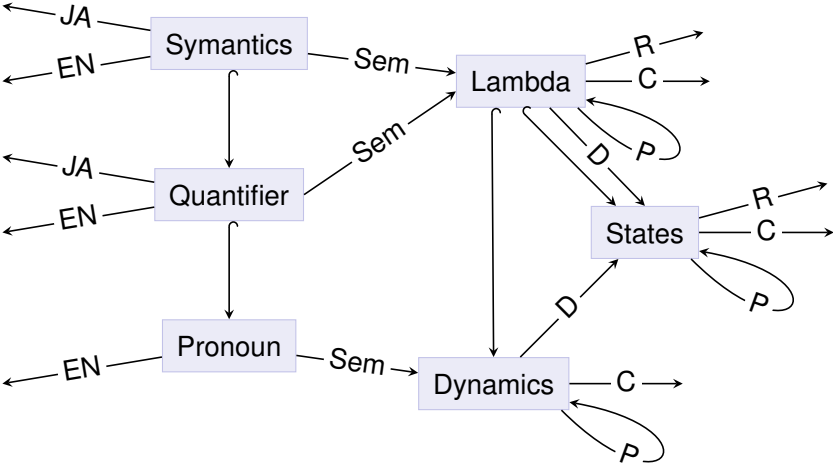 JA
Symantics
EN
Sem
Lambda
R
C
P
D
JA
Quantifier
EN
Sem
States
R
C
P
D
Pronoun
EN
Sem
Dynamics
C
P